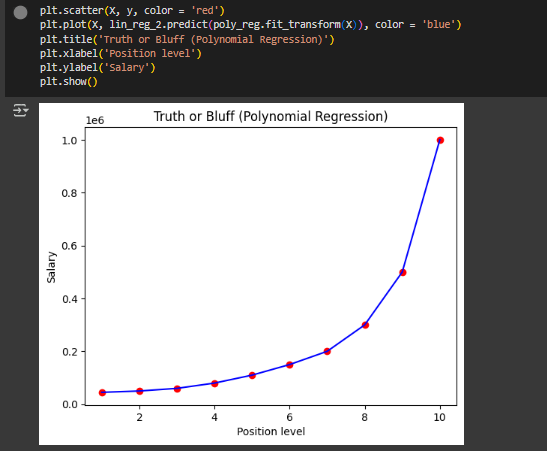 plt.scatter(X, y, color = 'red')
plt.plot(X, lin_reg_2.predict(poly_reg.fit_transform(X)), color = 'blue')
plt.title('Truth or Bluff (Polynomial Regression)')
plt.xlabel('Position level')
plt.ylabel('Salary')
plt.show()
Truth or Bluff (Polynomial Regression)
1e6
1.0
0.8
0.6
0.4
0.2
0.0
Salary
2 4 6 8 10
Position level